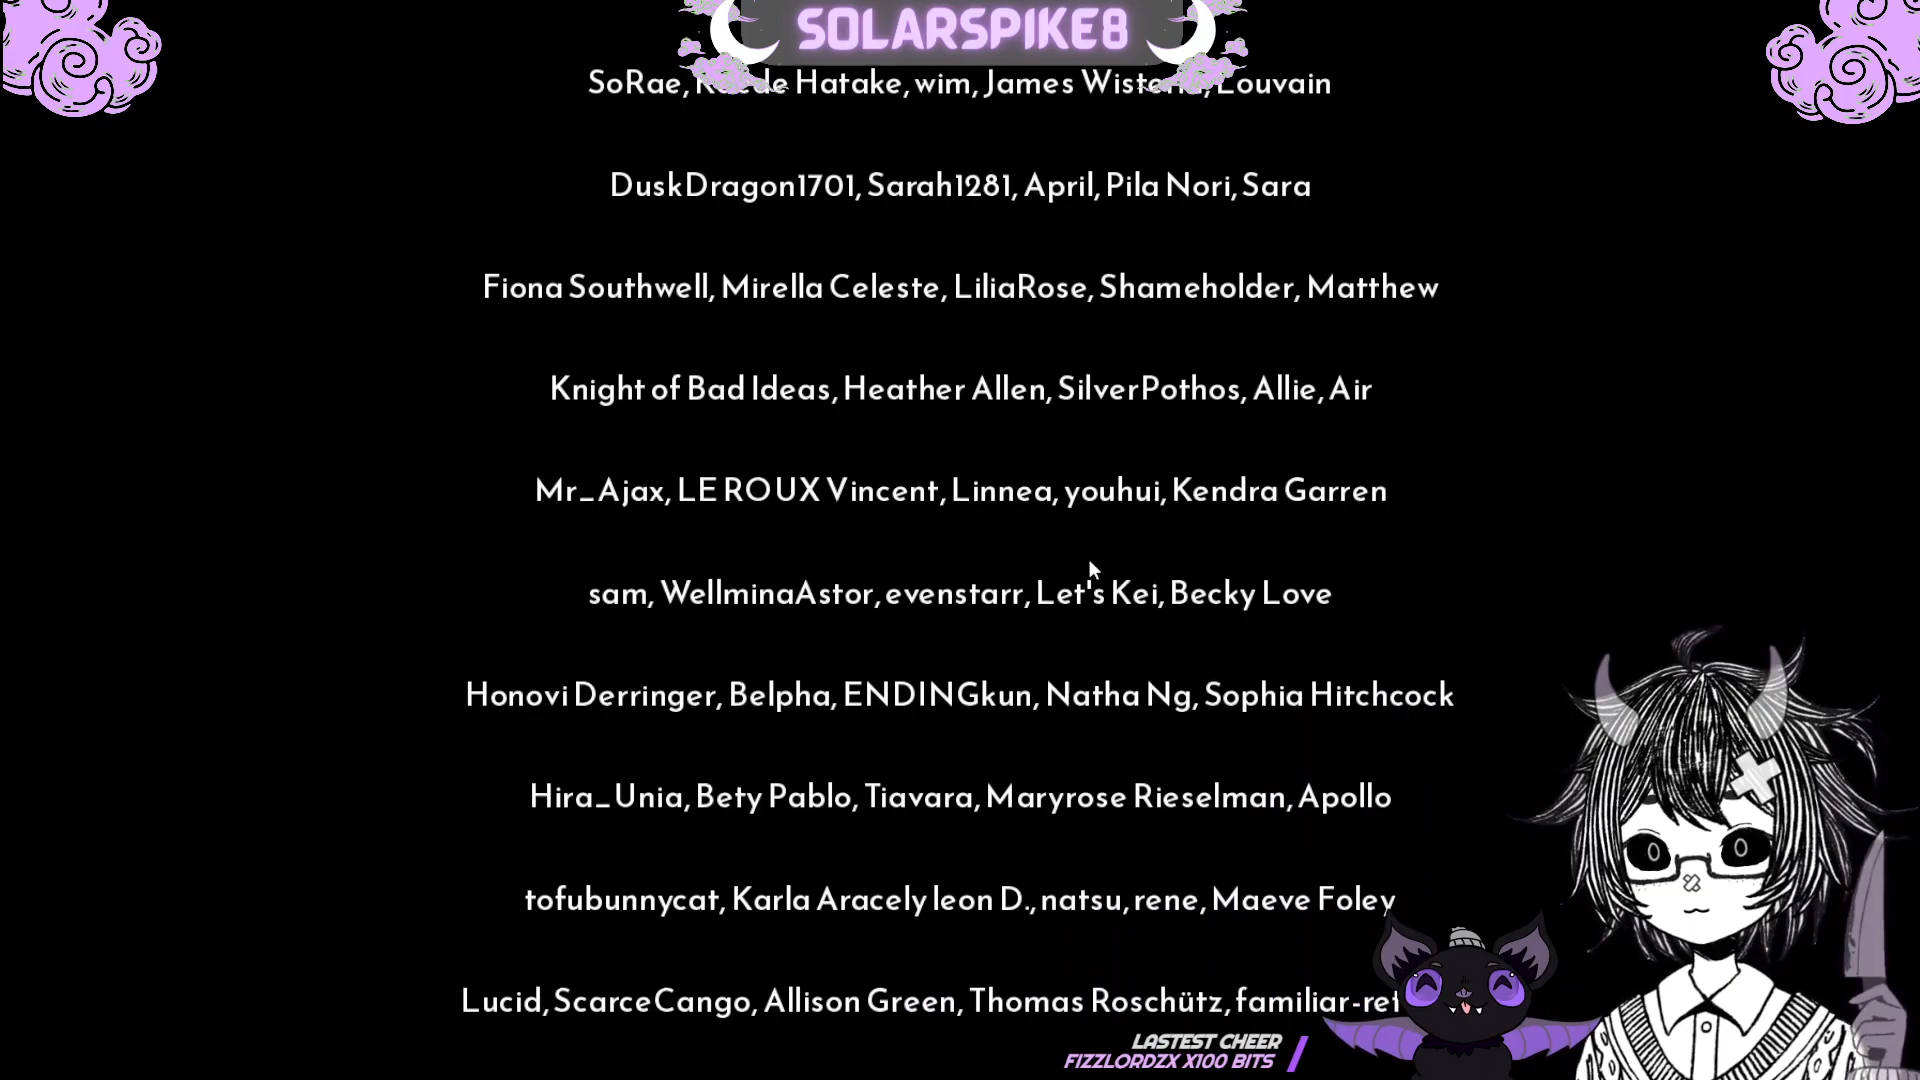 SOLARSPIKE8
SoRae, Hatake, wim, James Louvain
DuskDragon1701, Sarah1281, April, Pila Nori, Sara
Fiona Southwell, Mirella Celeste, LiliaRose, Shameholder, Matthew
Knight of Bad Ideas, Heather Allen, SilverPothos, Allie, Air
Mr_Ajax, LE ROUX Vincent, Linnea, youhui, Kendra Garren
sam, WellminaAstor, evenstarr, Let's Kei, Becky Love
Honovi Derringer, Belpha, ENDINGkun, Natha Ng, Sophia Hitchcock
Hira_Unia, Bety Pablo, Tiavara, Maryrose Rieselman, Apollo
tofubunnycat, Karla Aracely leon D., natsu, rene, Maeve Foley
Lucid, ScarceCango, Allison Green, Thomas Roschütz,
LASTEST CHEER
FIZZLORDZX X100 BITS